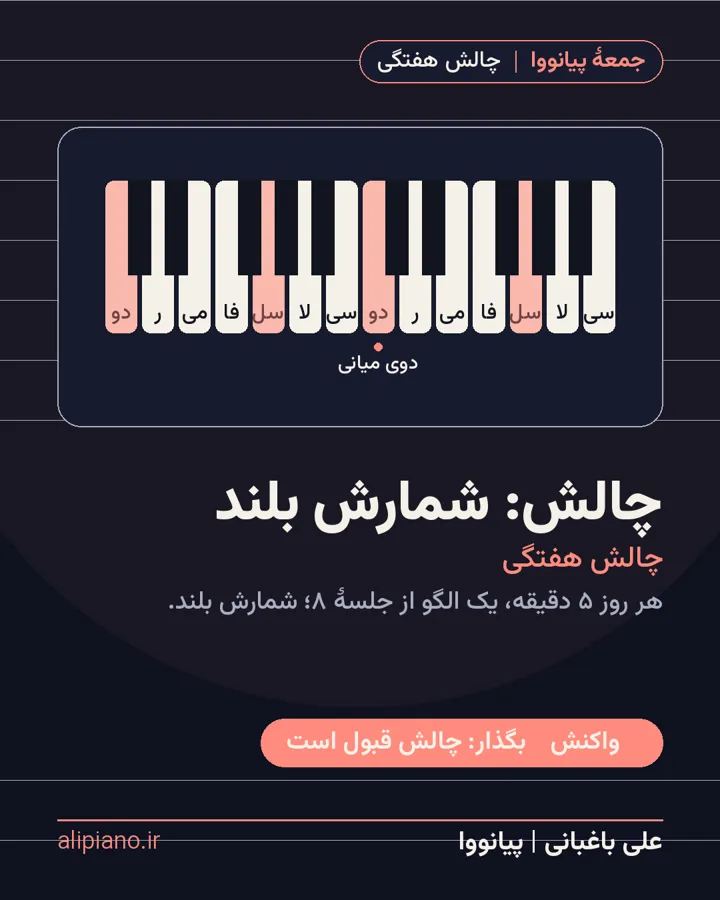 جمعهٔ پیانووا | چالش هفتگی
دو ر می فا سل لا سی دو ر می فا سل لا سی
دوی میانی
چالش: شمارش بلند
چالش هفتگی
هر روز ۵ دقیقه، یک الگو از جلسهٔ ۸؛ شمارش بلند.
واکنش بگذار: چالش قبول است
علی باغبانی | پیانووا
alipiano.ir